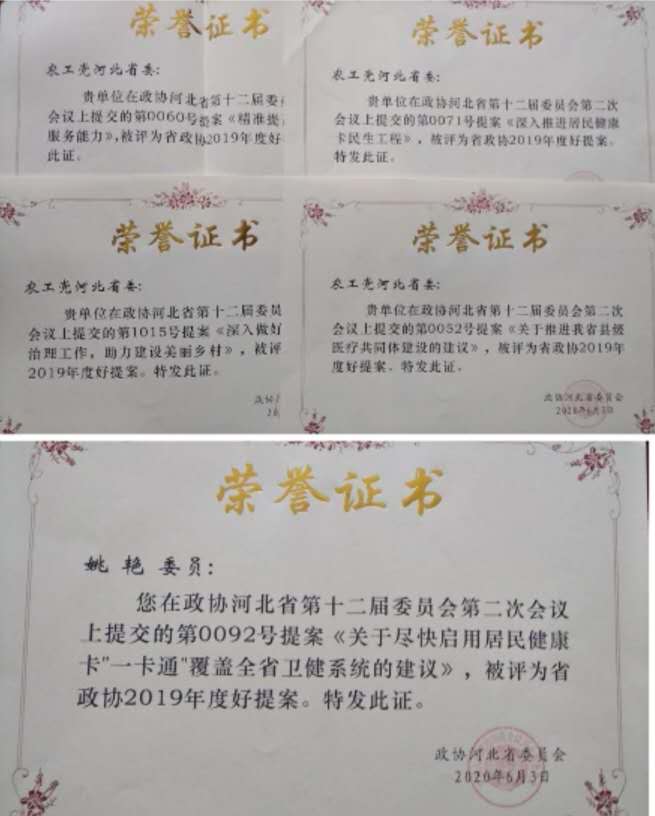 荣誉证书
农工党河北省委：
贵单位在政协河北省第十二届委
会议上提交的第0060号提案《精准提
服务能力》，被评为省政协2019年度好
此证。
荣誉证书
农工党河北省委：
贵单位在政协河北省第十二届委员会第二次
会议上提交的第0071号提案《深入推进居民健康
卡民生工程》，被评为省政协2019年度好提案。
特发此证。
荣誉证书
农工党河北省委：
贵单位在政协河北省第十二届委员
会议上提交的第1015号提案《深入做好
治理工作，助力建设美丽乡村》，被评
2019年度好提案。特发此证。
政协
20
荣誉证书
农工党河北省委：
贵单位在政协河北省第十二届委员会第二次
会议上提交的第0052号提案《关于推进我省县级
医疗共同体建设的建议》，被评为省政协2019年
度好提案。特发此证。
政协河北省委员会
2020年6月3日
荣誉证书
姚艳委员：
您在政协河北省第十二届委员会第二次会议
上提交的第0092号提案《关于尽快启用居民健康
卡"一卡通"覆盖全省卫健系统的建议》，被评为省
政协2019年度好提案。特发此证。
政协河北省委员会
2020年6月3日